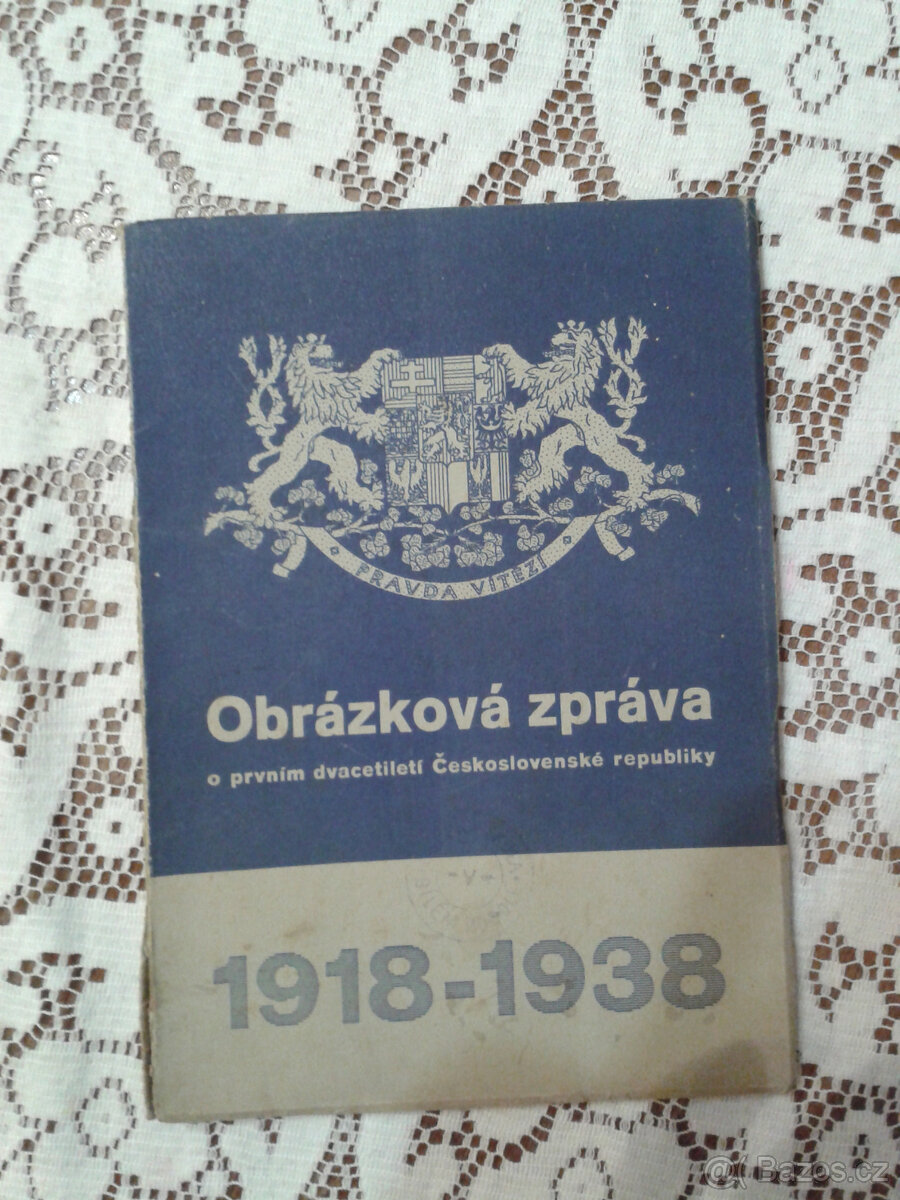 PRAVDA VÍTĚZÍ
Obrázková zpráva
o prvním dvacetiletí Československé republiky
1918-1938
Bazos.cz